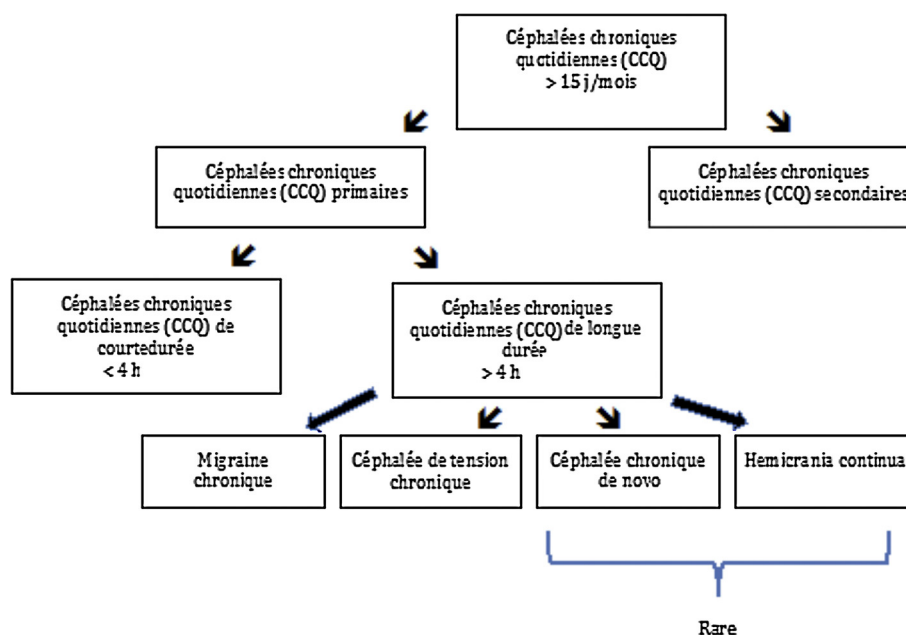 Céphalées chroniques
quctidiennes (CCQ)
> 15 j/mois
Céphalées chroniques
quotidiennes (CCQ) primaires
Céphalées chroniques
quotidiennes (CCQ) secondaires
Céphalées chroniques
quotidiennes (CCQ) de
courtedurée
< 4 h
Céphalées chroniques
quotidiennes (CCQ) de longue
durée
> 4 h
Migraine
chronique
Céphalée de tension
chronique
Céphalée chronique
de novo
Hemicrania continua
Rare